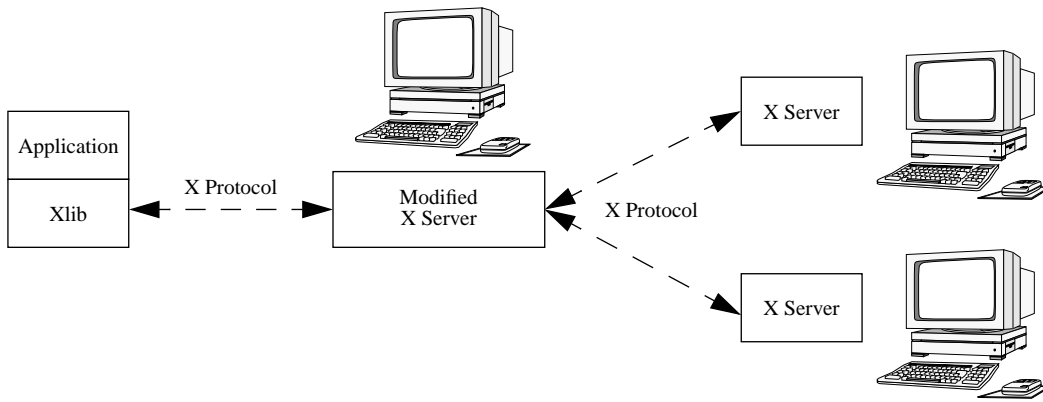 Application
Xlib
X Protocol
Modified
X Server
X Protocol
X Server
X Server